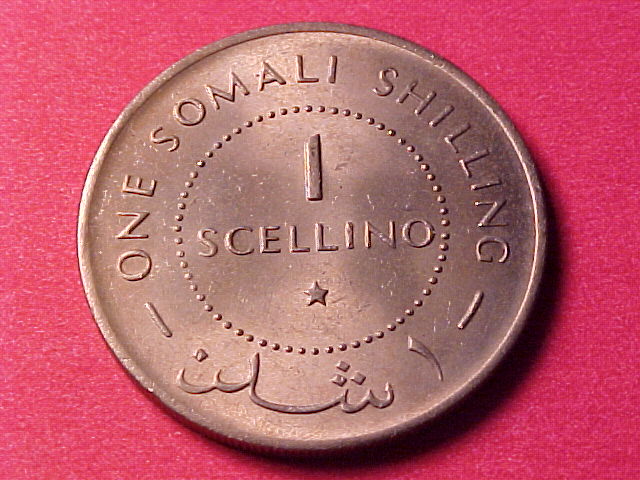 ONE SOMALI SHILLING
1
SCELLINO
١ شلن